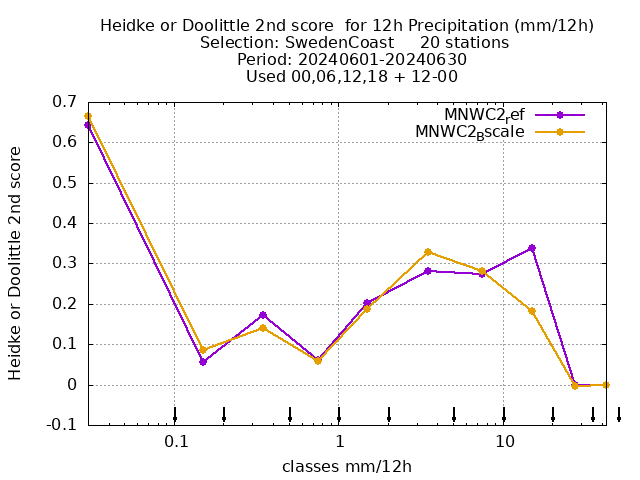 Heidke or Doolittle 2nd score  for 12h Precipitation (mm/12h)
Selection: SwedenCoast     20 stations
Period: 20240601-20240630
Used 00,06,12,18 + 12-00
MNWC2_ref
MNWC2_Bscale
Heidke or Doolittle 2nd score
0.7
0.6
0.5
0.4
0.3
0.2
0.1
0
-0.1
0.1 1 10
classes mm/12h